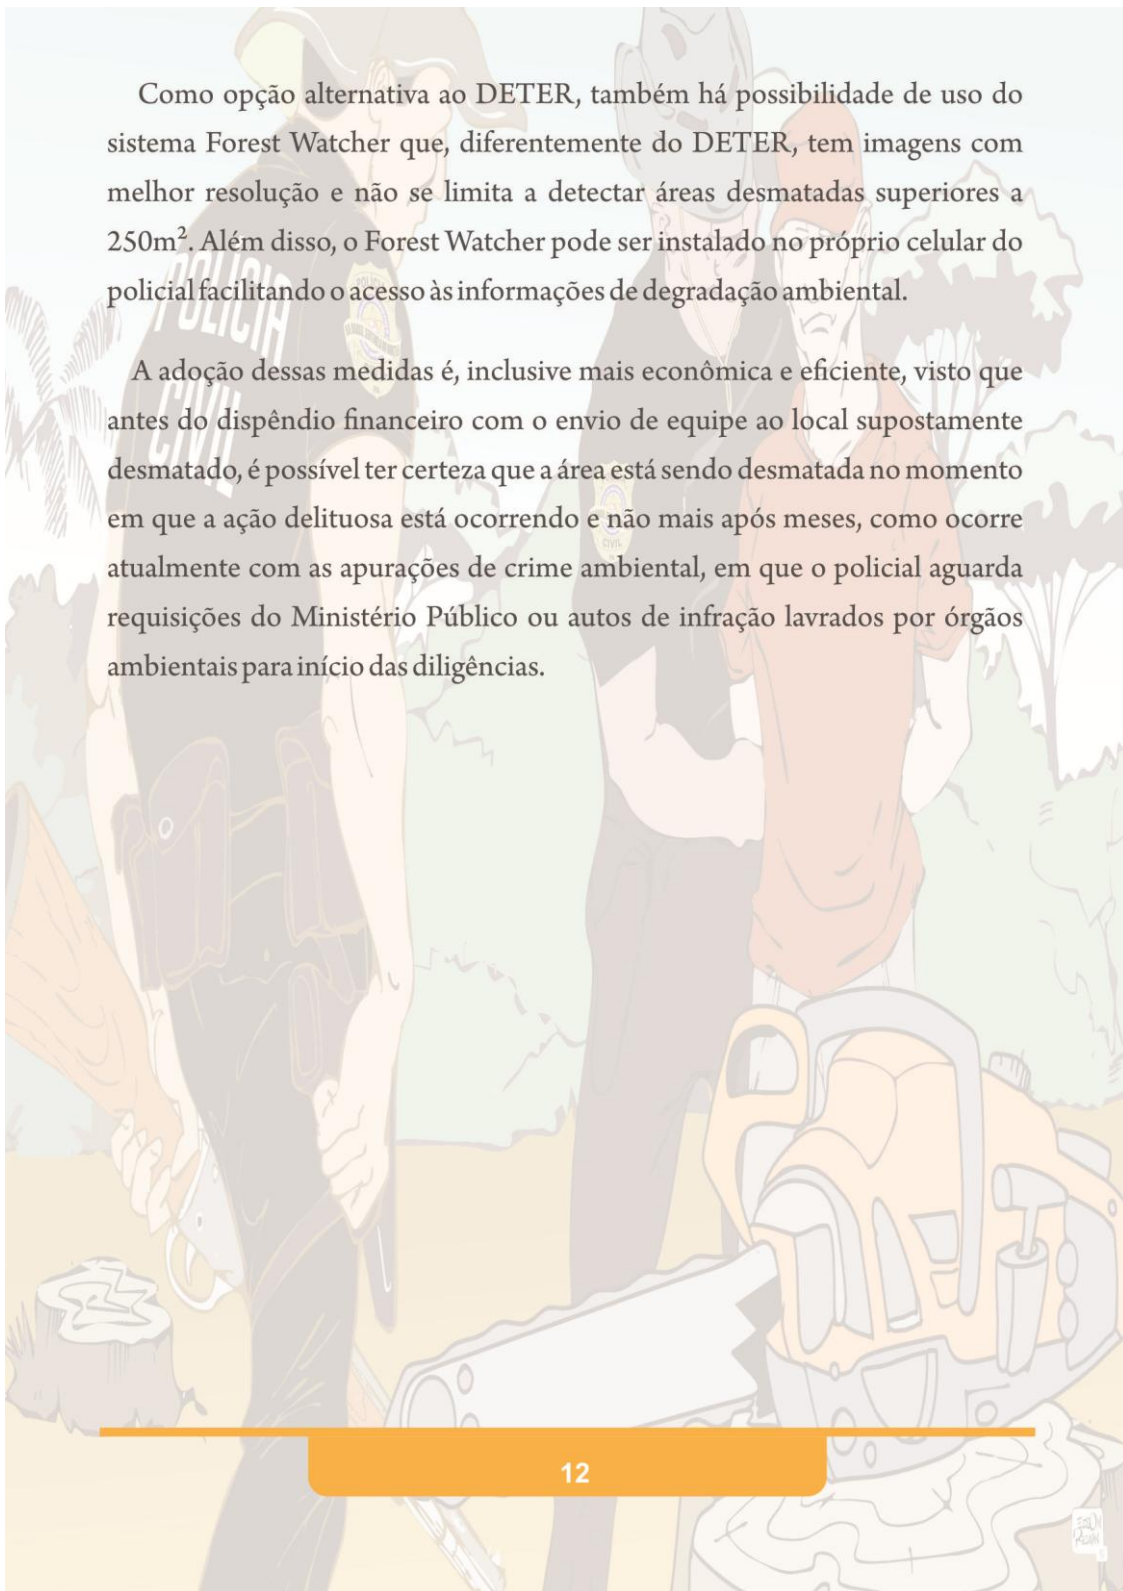 Como opção alternativa ao DETER, também há possibilidade de uso do
sistema Forest Watcher que, diferentemente do DETER, tem imagens com
melhor resolução e não se limita a detectar áreas desmatadas superiores a
250m². Além disso, o Forest Watcher pode ser instalado no próprio celular do
policial facilitando o acesso às informações de degradação ambiental.
A adoção dessas medidas é, inclusive mais econômica e eficiente, visto que
antes do dispêndio financeiro com o envio de equipe ao local supostamente
desmatado, é possível ter certeza que a área está sendo desmatada no momento
em que a ação delituosa está ocorrendo e não mais após meses, como ocorre
atualmente com as apurações de crime ambiental, em que o policial aguarda
requisições do Ministério Público ou autos de infração lavrados por órgãos
ambientais para início das diligências.
POLICIA
CIVIL
CIVIL
12